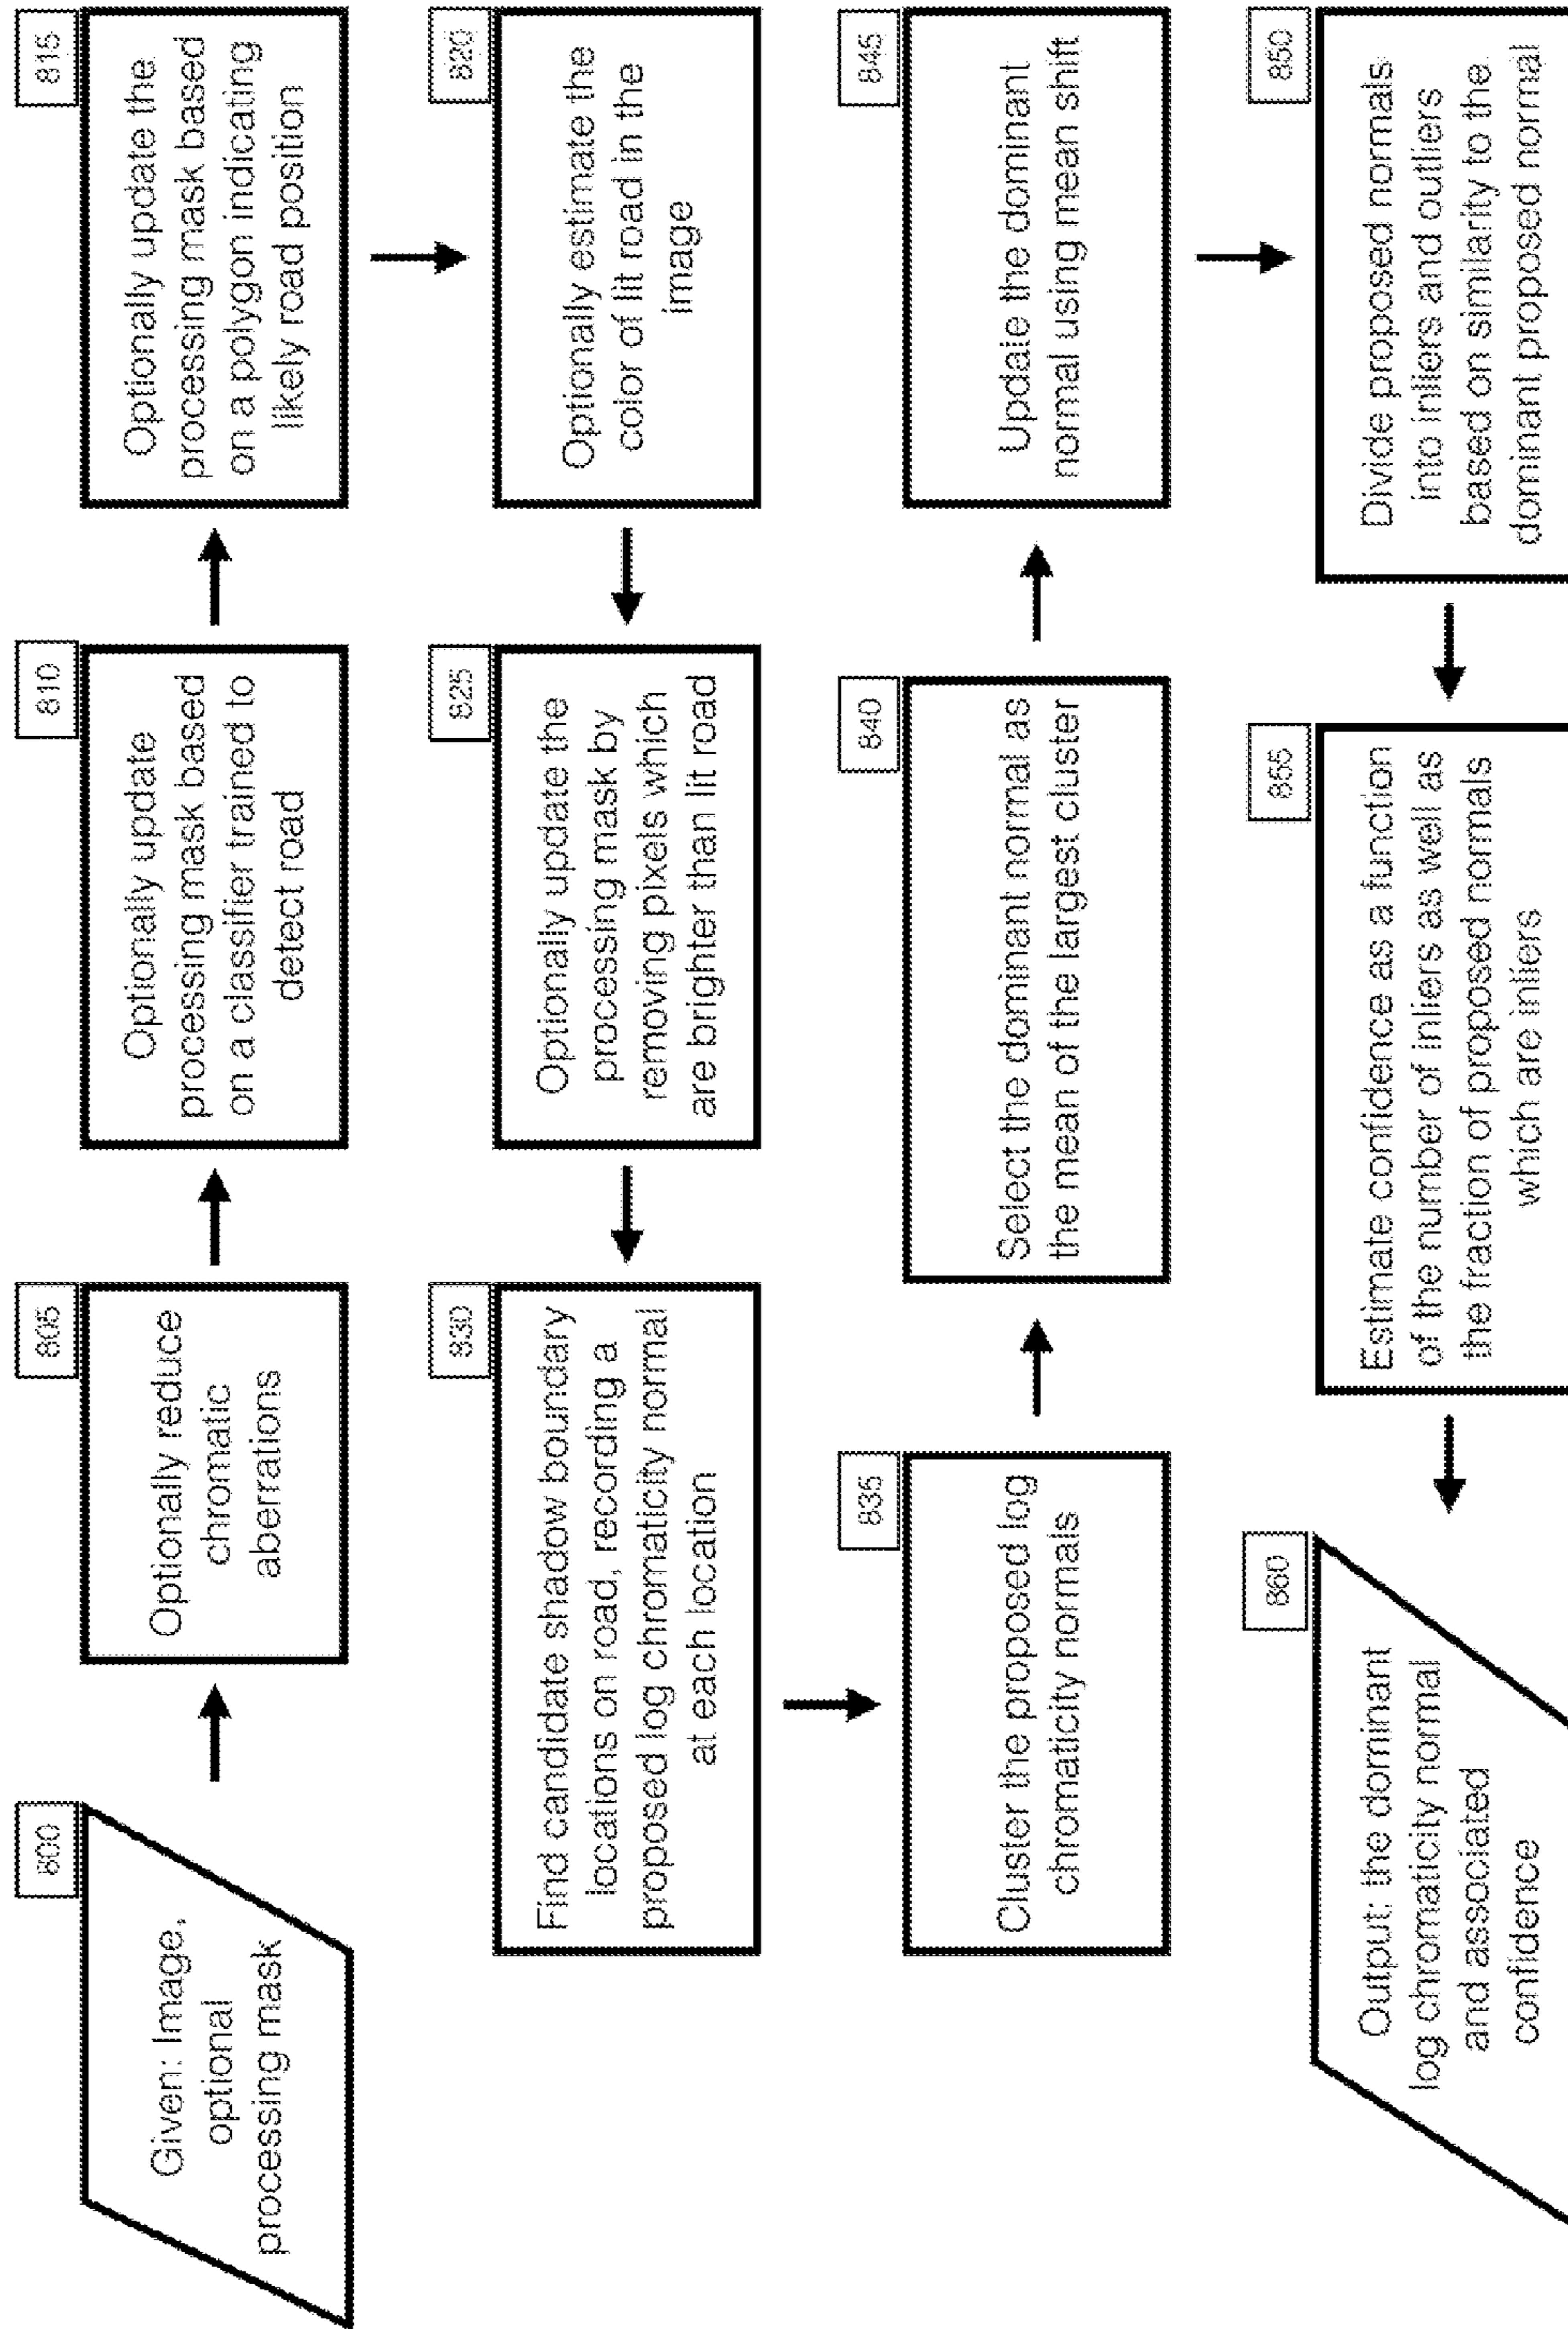 800
Given: Image,
optional
processing mask
805
Optionally reduce
chromatic
aberrations
810
Optionally update
processing mask based
on a classifier trained to
detect road
815
Optionally update the
processing mask based
on a polygon indicating
likely road position
820
Optionally estimate the
color of lit road in the
image
825
Optionally update the
processing mask by
removing pixels which
are brighter than lit road
830
Find candidate shadow boundary
locations on road, recording a
proposed log chromaticity normal
at each location
835
Cluster the proposed log
chromaticity normals
840
Select the dominant normal as
the mean of the largest cluster
845
Update the dominant
normal using mean shift
850
Divide proposed normals
into inliers and outliers
based on similarity to the
dominant proposed normal
855
Estimate confidence as a function
of the number of inliers as well as
the fraction of proposed normals
which are inliers
860
Output: the dominant
log chromaticity normal
and associated
confidence